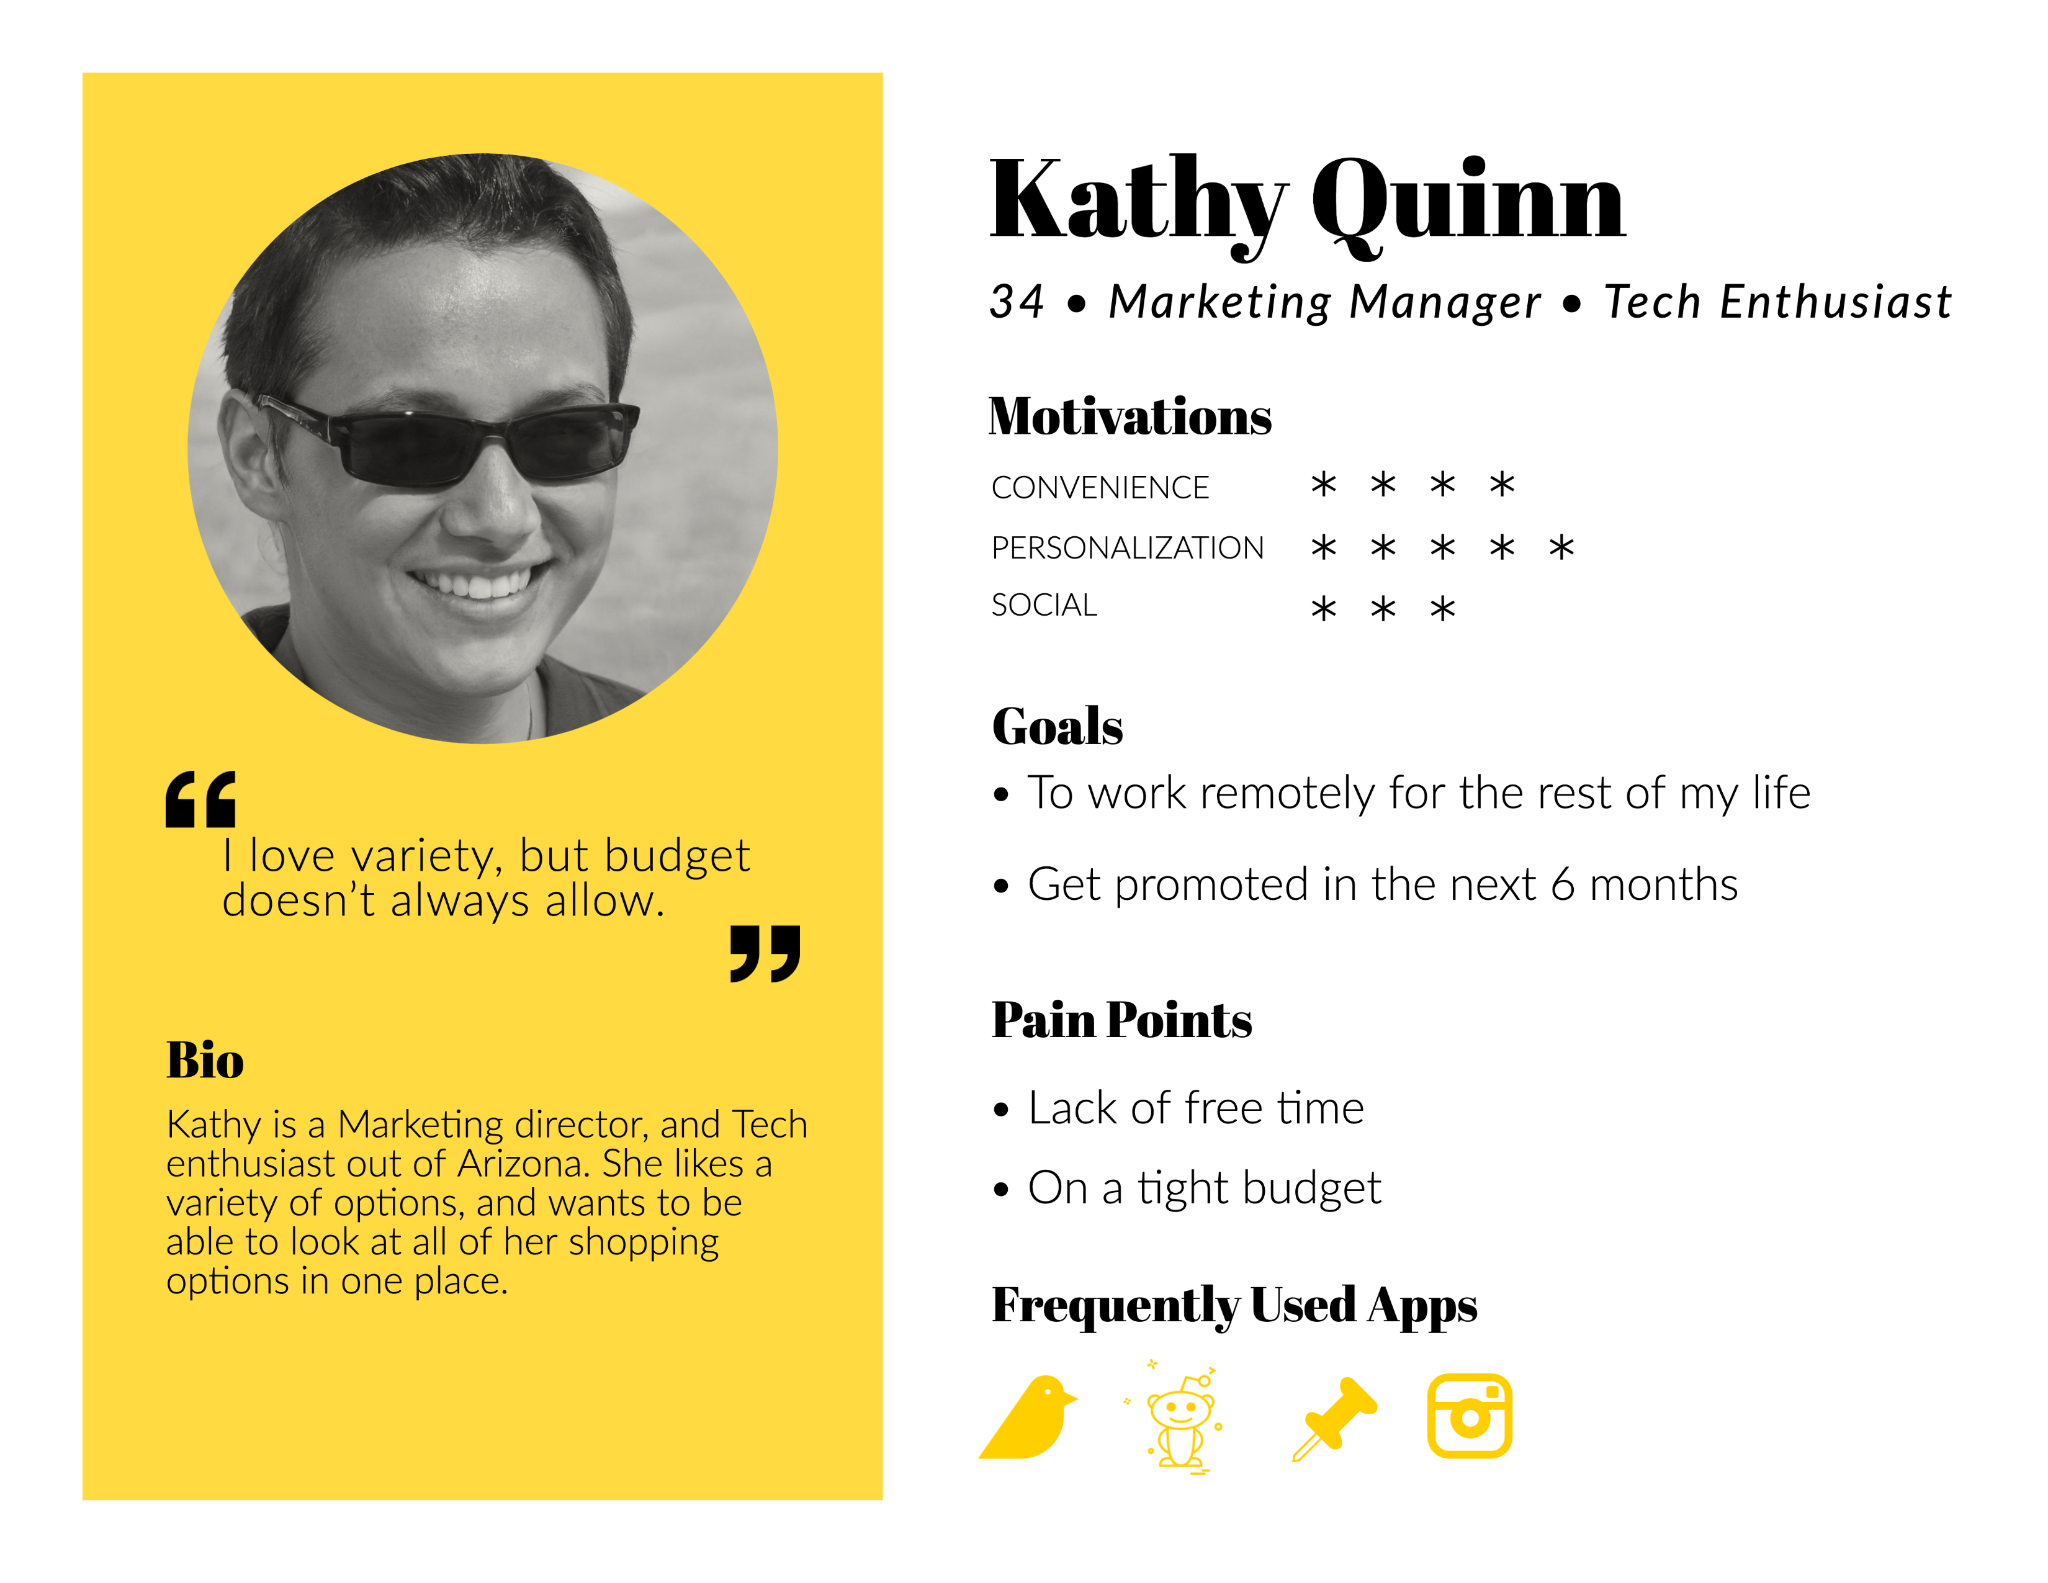 “
I love variety, but budget
doesn’t always allow.
”
Bio
Kathy is a Marketing director, and Tech
enthusiast out of Arizona. She likes a
variety of options, and wants to be
able to look at all of her shopping
options in one place.
Kathy Quinn
34 • Marketing Manager • Tech Enthusiast
Motivations
CONVENIENCE * * * *
PERSONALIZATION * * * * *
SOCIAL * * *
Goals
• To work remotely for the rest of my life
• Get promoted in the next 6 months
Pain Points
• Lack of free time
• On a tight budget
Frequently Used Apps